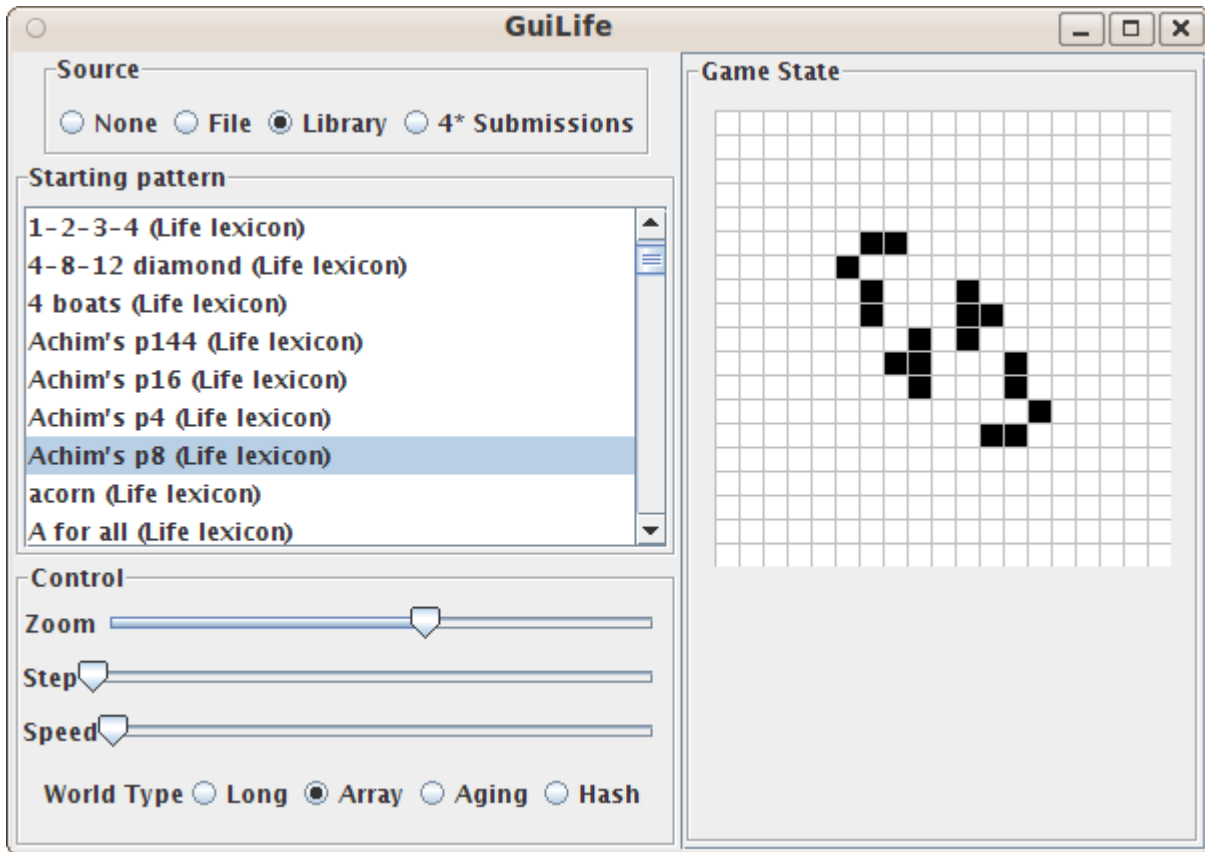 GuiLife
Source
None File Library 4* Submissions
Starting pattern
1-2-3-4 (Life lexicon)
4-8-12 diamond (Life lexicon)
4 boats (Life lexicon)
Achim's p144 (Life lexicon)
Achim's p16 (Life lexicon)
Achim's p4 (Life lexicon)
Achim's p8 (Life lexicon)
acorn (Life lexicon)
A for all (Life lexicon)
Control
Zoom
Step
Speed
World Type Long Array Aging Hash
Game State